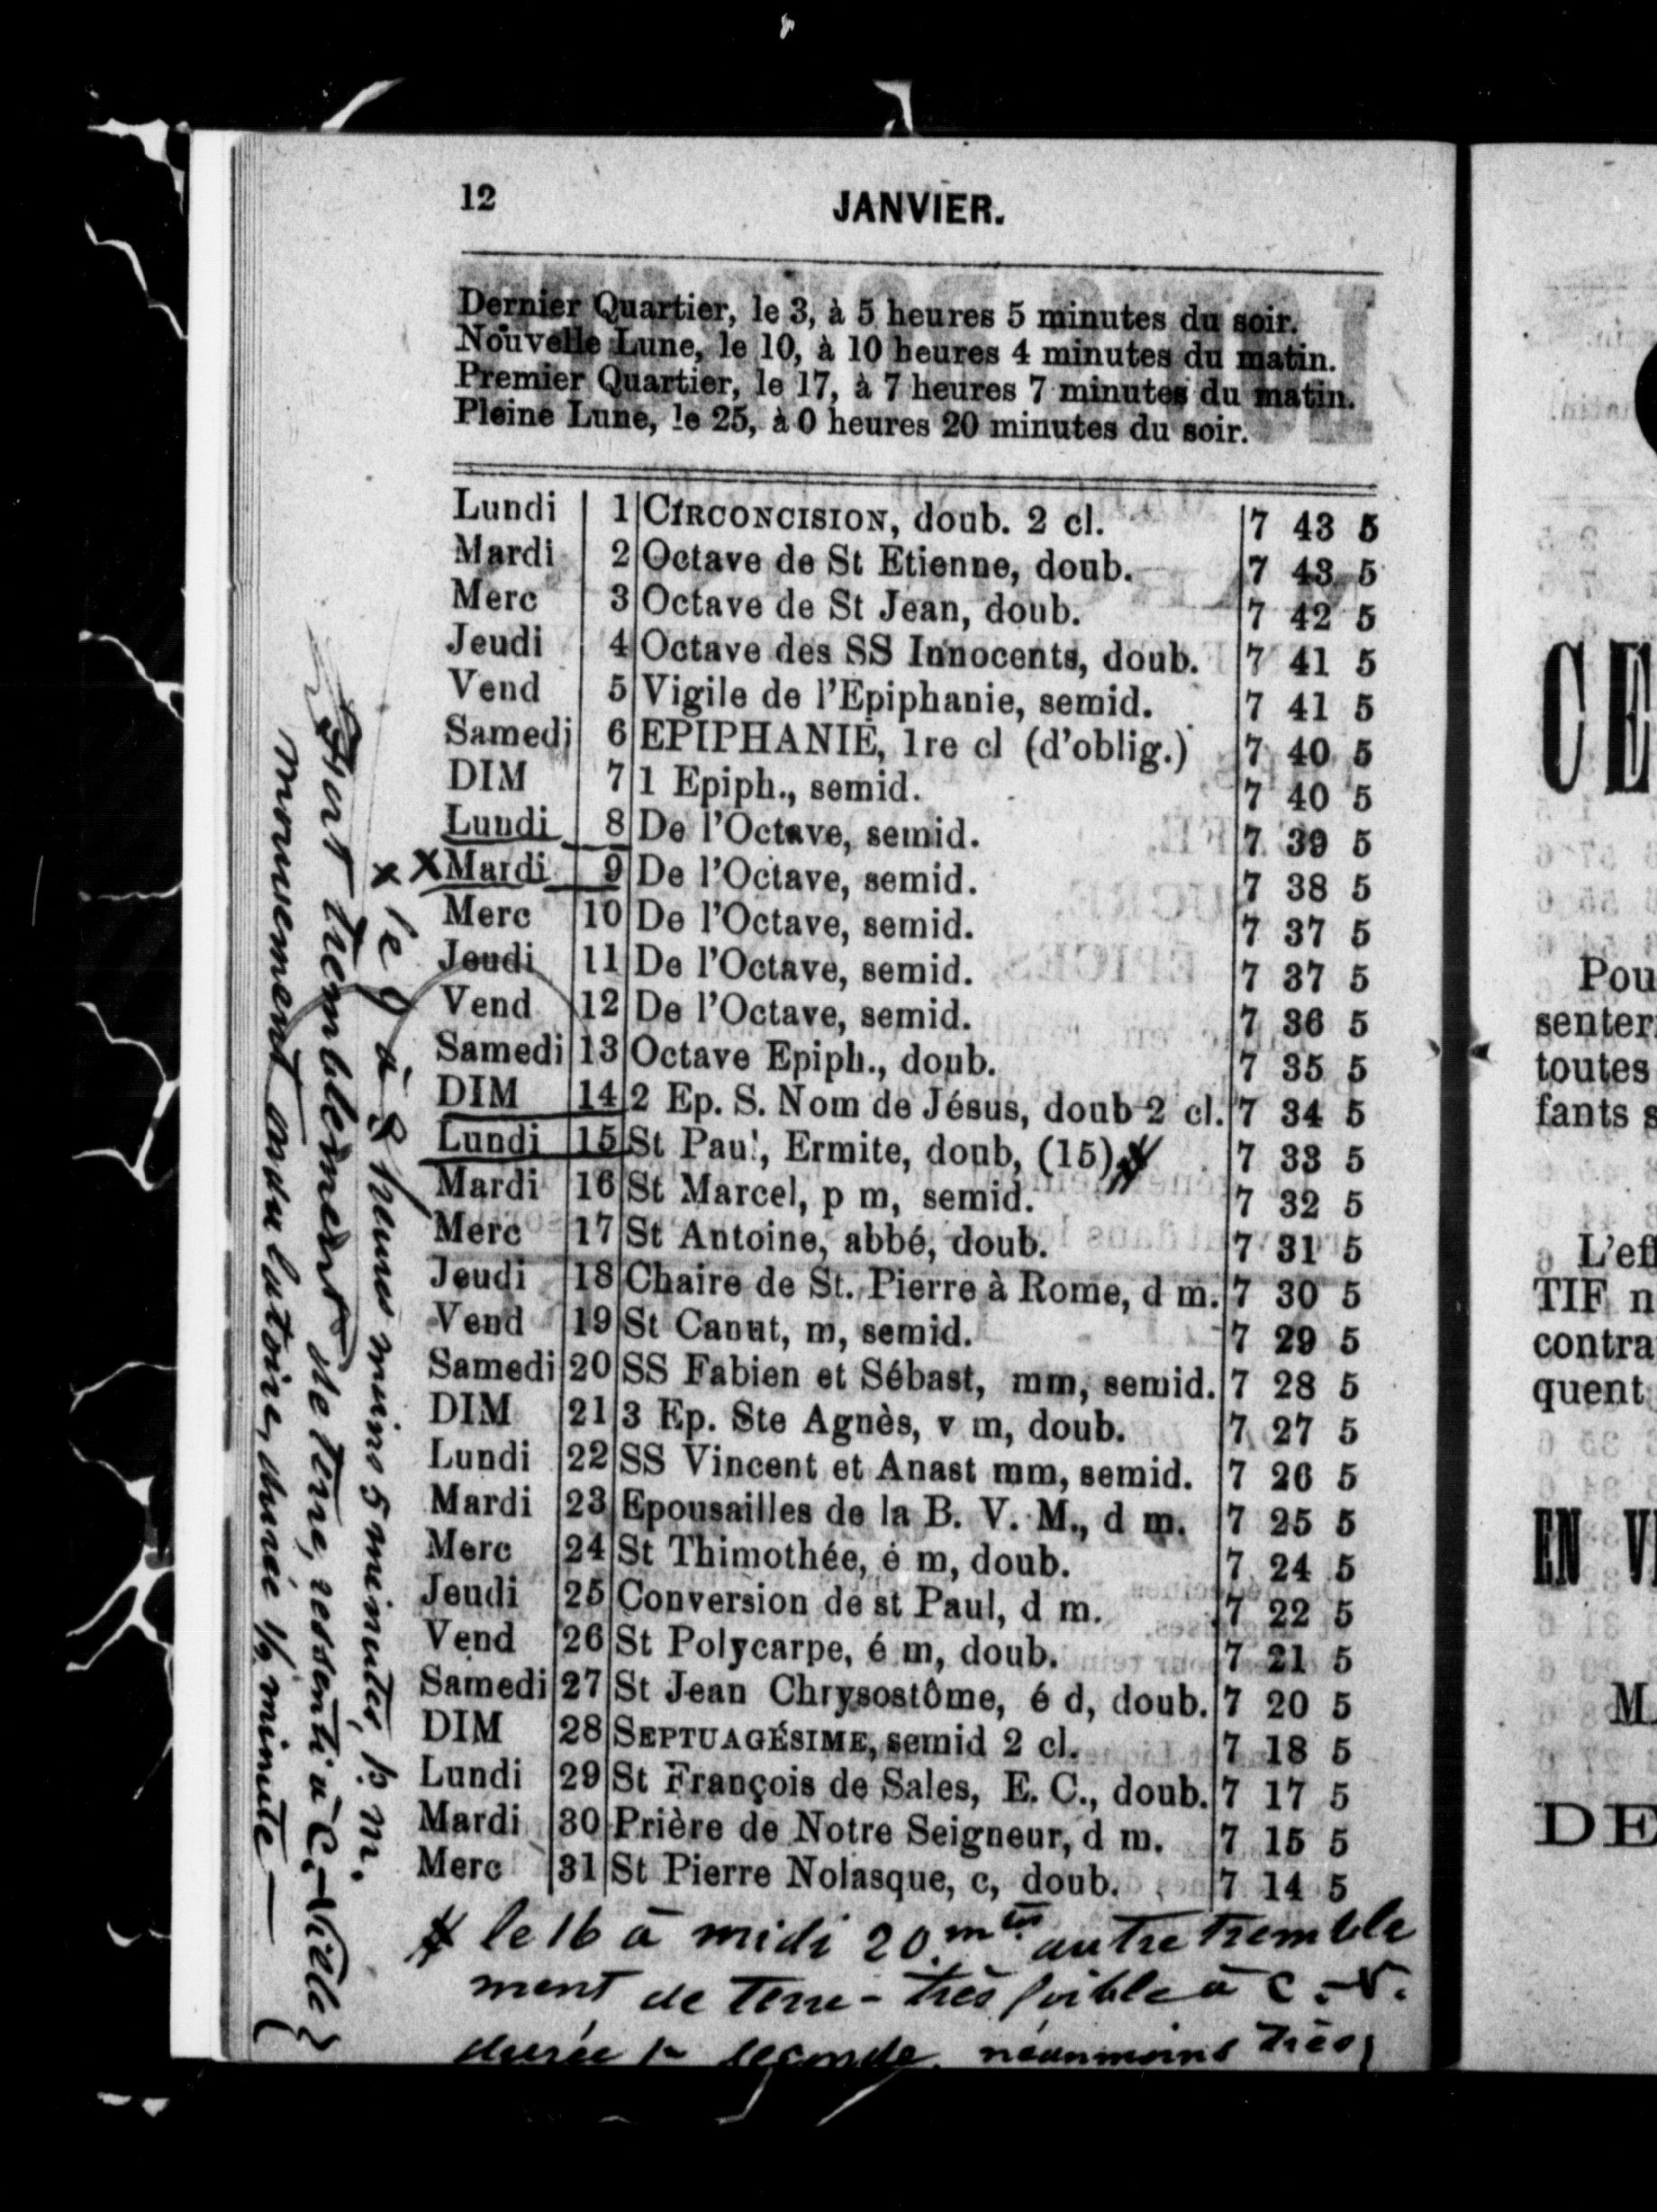 12
JANVIER.
Dernier Quartier, le 3, à 5 heures 5 minutes du soir.
Nouvelle Lune, le 10, à 10 heures 4 minutes du matin.
Premier Quartier, le 17, à 7 heures 7 minutes du matin.
Pleine Lune, le 25, à 0 heures 20 minutes du soir.
Lundi 1 CIRCONCISION, doub. 2 cl. 7 43 5
Mardi 2 Octave de St Etienne, doub. 7 43 5
Merc 3 Octave de St Jean, doub. 7 42 5
Jeudi 4 Octave des SS Innocents, doub. 7 41 5
Vend 5 Vigile de l'Epiphanie, semid. 7 41 5
Samedi 6 EPIPHANIE, 1re cl (d'oblig.) 7 40 5
DIM 7 1 Epiph., semid. 7 40 5
Lundi 8 De l'Octave, semid. 7 39 5
x Mardi 9 De l'Octave, semid. 7 38 5
Merc 10 De l'Octave, semid. 7 37 5
Jeudi 11 De l'Octave, semid. 7 37 5
Vend 12 De l'Octave, semid. 7 36 5
Samedi 13 Octave Epiph., doub. 7 35 5
DIM 14 2 Ep. S. Nom de Jésus, doub 2 cl. 7 34 5
Lundi 15 St Paul, Ermite, doub, (15) 7 33 5
Mardi 16 St Marcel, p m, semid. 7 32 5
Merc 17 St Antoine, abbé, doub. 7 31 5
Jeudi 18 Chaire de St. Pierre à Rome, d m. 7 30 5
Vend 19 St Canut, m, semid. 7 29 5
Samedi 20 SS Fabien et Sébast, mm, semid. 7 28 5
DIM 21 3 Ep. Ste Agnès, v m, doub. 7 27 5
Lundi 22 SS Vincent et Anast mm, semid. 7 26 5
Mardi 23 Epousailles de la B. V. M., d m. 7 25 5
Merc 24 St Thimothée, é m, doub. 7 24 5
Jeudi 25 Conversion de st Paul, d m. 7 22 5
Vend 26 St Polycarpe, é m, doub. 7 21 5
Samedi 27 St Jean Chrysostôme, é d, doub. 7 20 5
DIM 28 SEPTUAGÉSIME, semid 2 cl. 7 18 5
Lundi 29 St François de Sales, E. C., doub. 7 17 5
Mardi 30 Prière de Notre Seigneur, d m. 7 15 5
Merc 31 St Pierre Nolasque, c, doub. 7 14 5
le 16 à midi 20 mtes autre tremble
ment de terre - très faible à C.-V.
durée 1 seconde, néanmoins très
x le 9 à 8 heures moins 5 minutes, p. m.
Fort tremblement de terre, ressenti à C.-Ville
mouvement ondulatoire, durée 1/2 minute —
CE
Pou
senter
toutes
fants s
L'eff
TIF n
contra
quent
EN V
M
DE